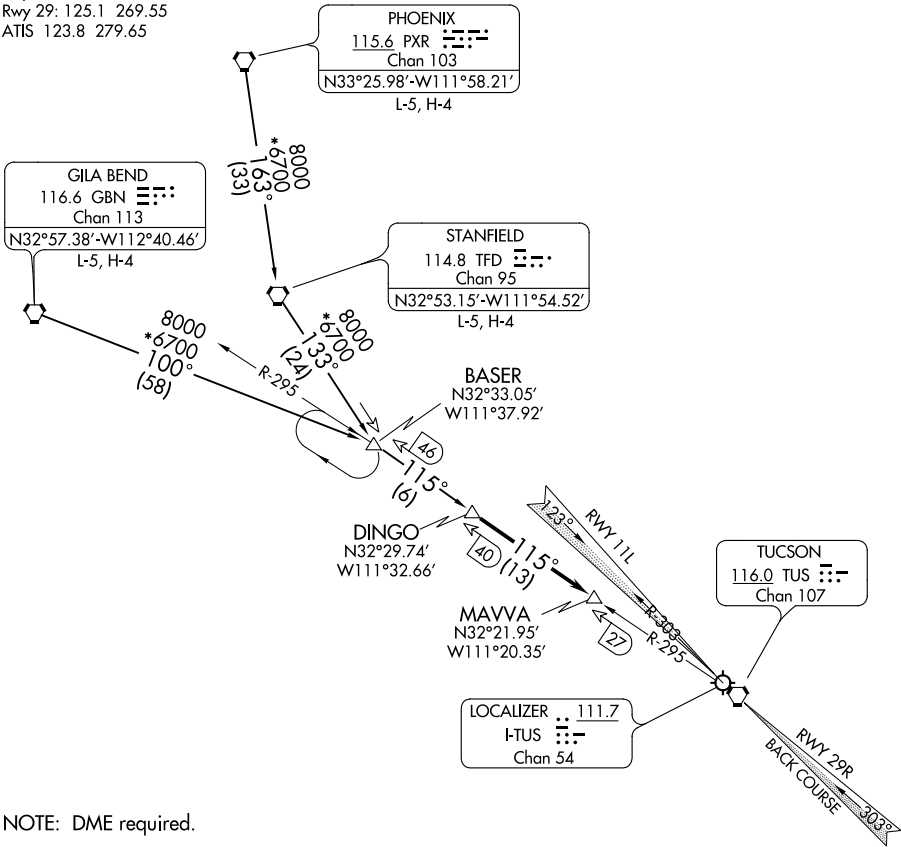 Rwy 29: 125.1 269.55
ATIS 123.8 279.65
PHOENIX
115.6 PXR
Chan 103
N33°25.98'-W111°58.21'
L-5, H-4
8000
*6700
163°
(33)
GILA BEND
116.6 GBN
Chan 113
N32°57.38'-W112°40.46'
L-5, H-4
STANFIELD
114.8 TFD
Chan 95
N32°53.15'-W111°54.52'
L-5, H-4
8000
*6700
133°
(24)
8000
*6700
100°
(58)
R-295
BASER
N32°33.05'
W111°37.92'
46
115°
(6)
DINGO
N32°29.74'
W111°32.66'
40
115°
(13)
123°
RWY 11L
MAVVA
N32°21.95'
W111°20.35'
27
R-303
R-295
TUCSON
116.0 TUS
Chan 107
LOCALIZER 111.7
I-TUS
Chan 54
RWY 29R
BACK COURSE
303°
NOTE: DME required.